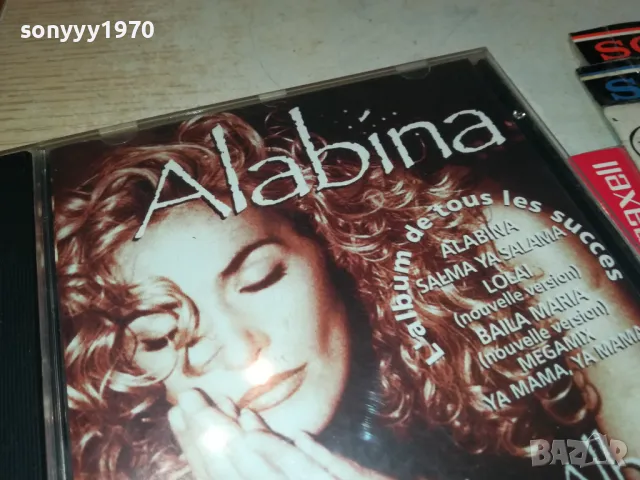 sonyyy1970
Alabina
L'album de tous les succes
ALABINA
SALMA YA SALAMA
LOLAI
(nouvelle version)
BAILA MARIA
(nouvelle version)
MEGAMIX
YA MAMA, YA MAMA
BAZAR